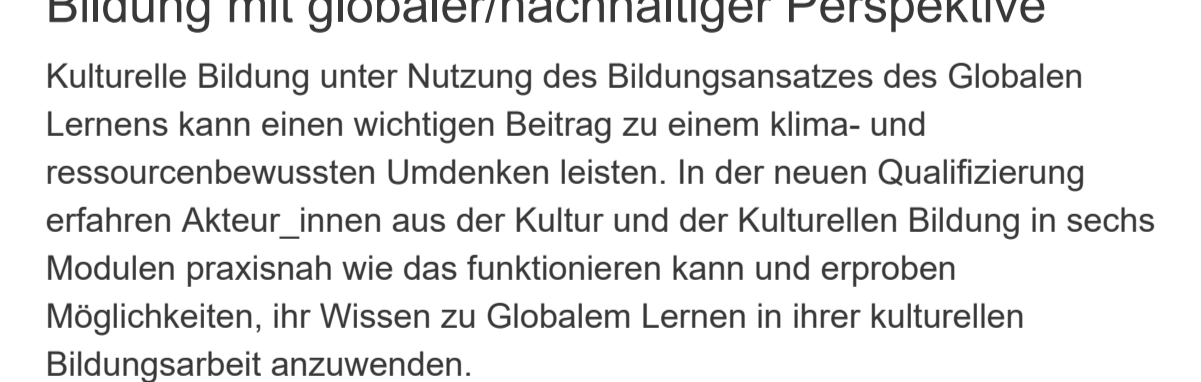 Bildung mit globaler/nachhaltiger Perspektive
Kulturelle Bildung unter Nutzung des Bildungsansatzes des Globalen
Lernens kann einen wichtigen Beitrag zu einem klima- und
ressourcenbewussten Umdenken leisten. In der neuen Qualifizierung
erfahren Akteur_innen aus der Kultur und der Kulturellen Bildung in sechs
Modulen praxisnah wie das funktionieren kann und erproben
Möglichkeiten, ihr Wissen zu Globalem Lernen in ihrer kulturellen
Bildungsarbeit anzuwenden.